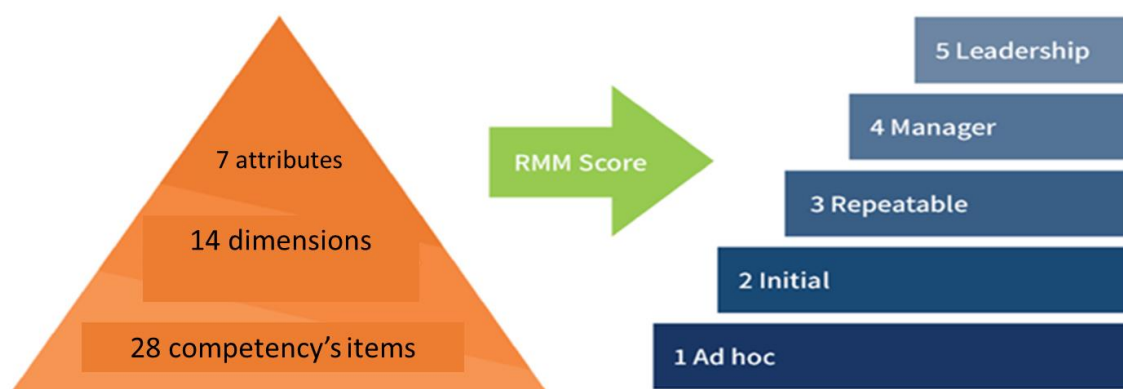 7 attributes
14 dimensions
28 competency's items
RMM Score
5 Leadership
4 Manager
3 Repeatable
2 Initial
1 Ad hoc